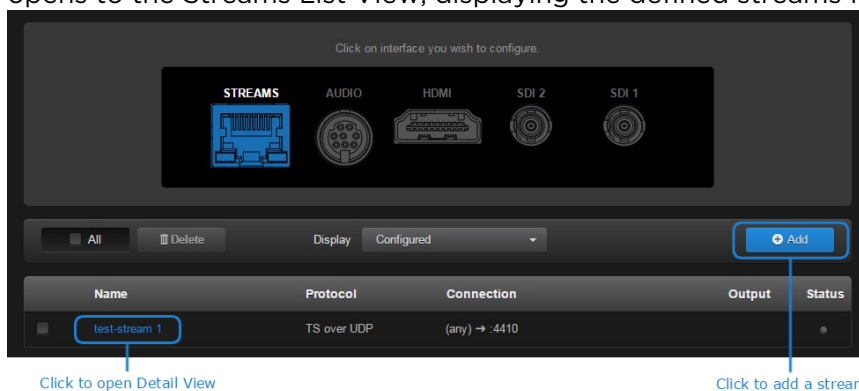 opens to the Streams List View, displaying the defined streams f
Click on interface you wish to configure.
STREAMS AUDIO HDMI SDI 2 SDI 1
All Delete Display Configured Add
Name Protocol Connection Output Status
test-stream 1 TS over UDP (any) → :4410
Click to open Detail View Click to add a strear